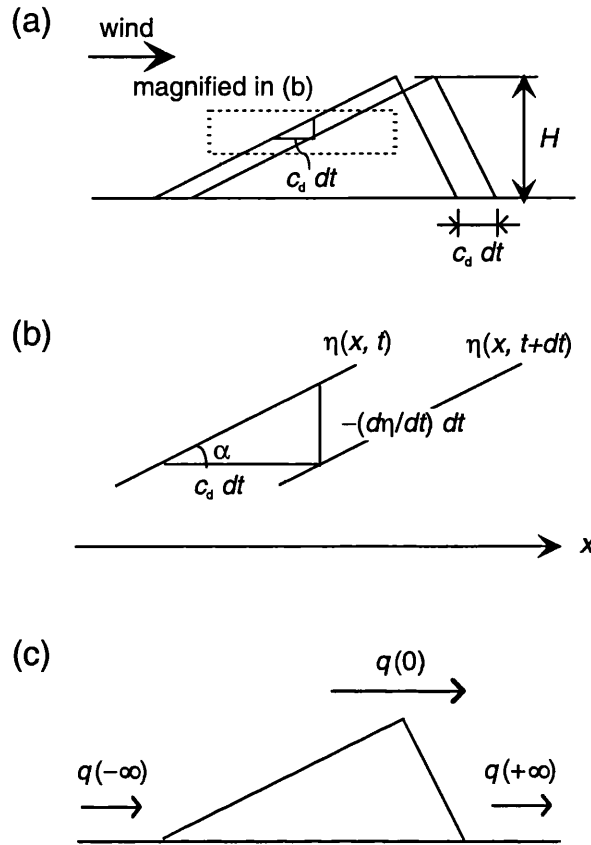 (a)
wind
magnified in (b)
c_d dt
H
c_d dt
(b)
η(x, t)
η(x, t+dt)
−(dη/dt) dt
α
c_d dt
x
(c)
q(0)
q(−∞)
q(+∞)